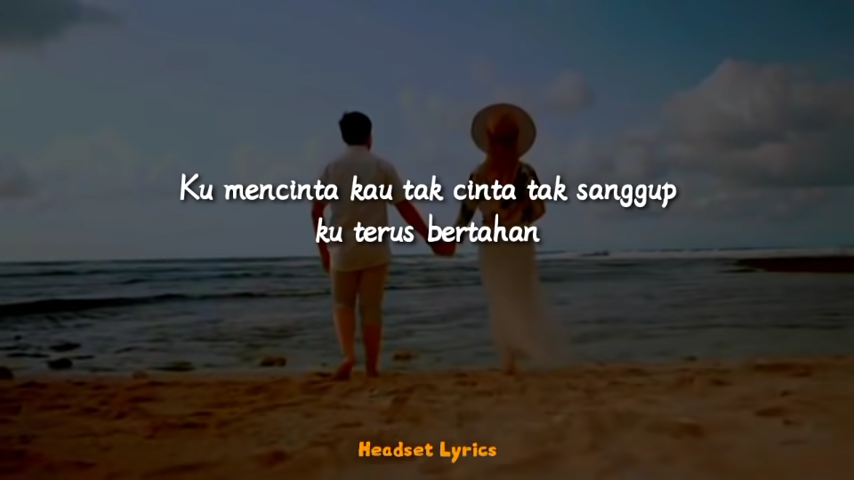 Ku mencinta kau tak cinta tak sanggup
ku terus bertahan
Headset Lyrics